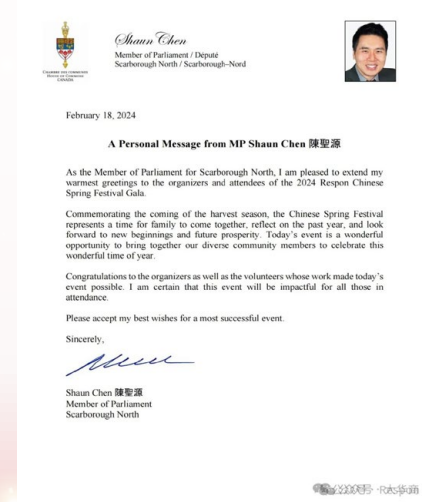 Shaun Chen
Member of Parliament / Député
Scarborough North / Scarborough–Nord
CHAMBRE DES COMMUNES
HOUSE OF COMMONS
CANADA
February 18, 2024
A Personal Message from MP Shaun Chen 陳聖源
As the Member of Parliament for Scarborough North, I am pleased to extend my
warmest greetings to the organizers and attendees of the 2024 Respon Chinese
Spring Festival Gala.
Commemorating the coming of the harvest season, the Chinese Spring Festival
represents a time for family to come together, reflect on the past year, and look
forward to new beginnings and future prosperity. Today’s event is a wonderful
opportunity to bring together our diverse community members to celebrate this
wonderful time of year.
Congratulations to the organizers as well as the volunteers whose work made today’s
event possible. I am certain that this event will be impactful for all those in
attendance.
Please accept my best wishes for a most successful event.
Sincerely,
Shaun Chen 陳聖源
Member of Parliament
Scarborough North